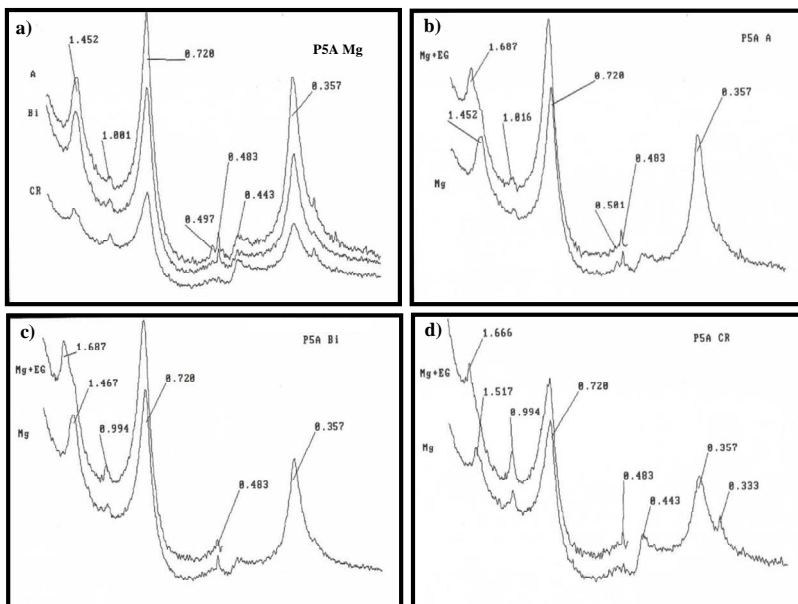 a)
P5A Mg
1.452
0.720
A
Bi
0.357
1.001
0.483
CR
0.443
0.497
b)
P5A A
Mg+EG
1.687
0.720
0.357
1.452
1.016
0.483
Mg
0.501
c)
P5A Bi
Mg+EG
1.687
1.467
0.720
Mg
0.994
0.357
0.483
d)
P5A CR
1.666
Mg+EG
0.720
1.517
0.994
Mg
0.357
0.483
0.333
0.443